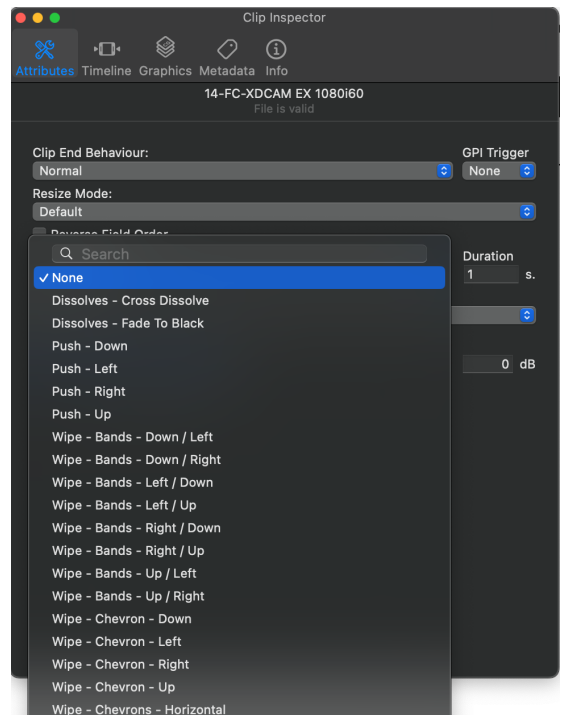 Clip Inspector
Attributes Timeline Graphics Metadata Info
14-FC-XDCAM EX 1080i60
File is valid
Clip End Behaviour: GPI Trigger
Normal None
Resize Mode:
Default
Reverse Field Order
Search
Duration
None
1 s.
Dissolves - Cross Dissolve
Dissolves - Fade To Black
Push - Down
Push - Left
0 dB
Push - Right
Push - Up
Wipe - Bands - Down / Left
Wipe - Bands - Down / Right
Wipe - Bands - Left / Down
Wipe - Bands - Left / Up
Wipe - Bands - Right / Down
Wipe - Bands - Right / Up
Wipe - Bands - Up / Left
Wipe - Bands - Up / Right
Wipe - Chevron - Down
Wipe - Chevron - Left
Wipe - Chevron - Right
Wipe - Chevron - Up
Wipe - Chevrons - Horizontal